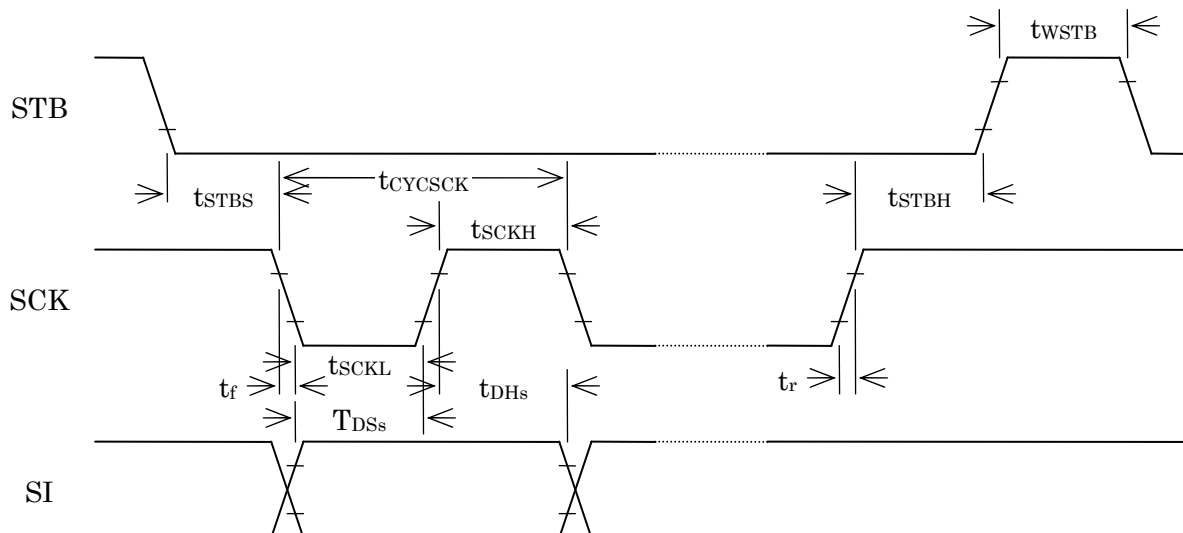 tWSTB
STB
tSTBS
tCYCSCK
tSTBH
tSCKH
SCK
tf
tSCKL
tDHs
tr
TDSs
SI